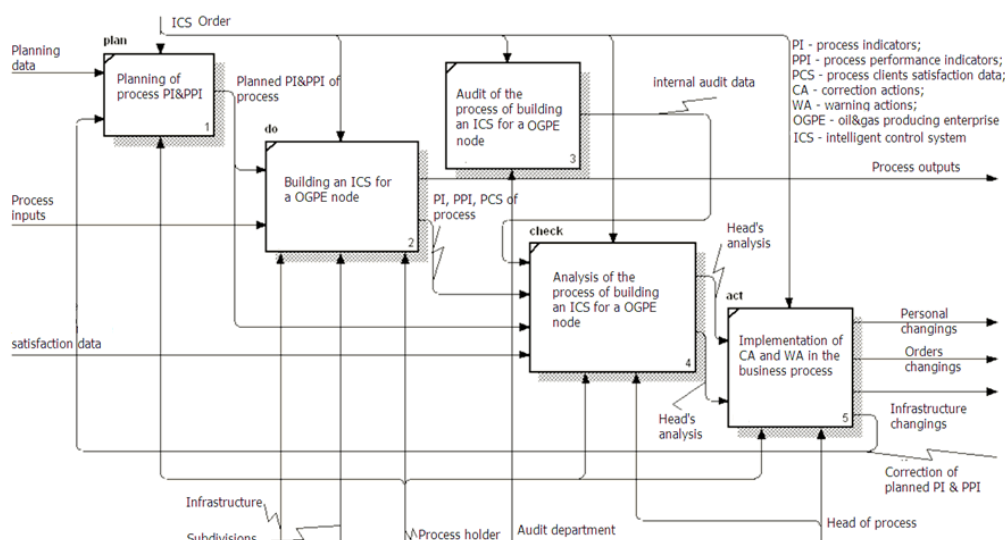 ICS Order
plan
Planning
data
Planning of
process PI&PPI
1
Planned PI&PPI of
process
Audit of the
process of building
an ICS for a OGPE
node
3
internal audit data
PI - process indicators;
PPI - process performance indicators;
PCS - process clients satisfaction data;
CA - correction actions;
WA - warning actions;
OGPE - oil&gas producing enterprise
ICS - intelligent control system
do
Building an ICS for
a OGPE node
2
Process outputs
Process
inputs
PI, PPI, PCS of
process
check
Analysis of the
process of building
an ICS for a OGPE
node
4
Head's
analysis
act
Implementation of
CA and WA in the
business process
5
Personal
changings
Orders
changings
Infrastructure
changings
satisfaction data
Head's
analysis
Correction of
planned PI & PPI
Infrastructure
Subdivisions
Process holder
Audit department
Head of process